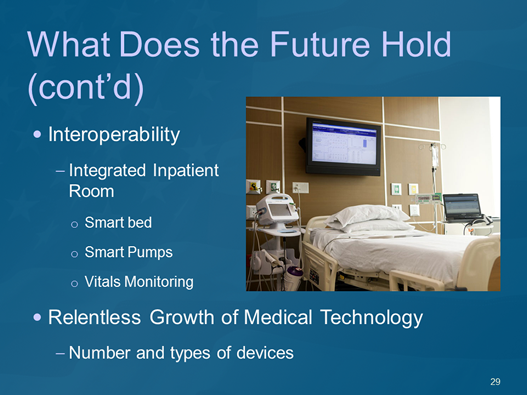 What Does the Future Hold
(cont’d)
• Interoperability
– Integrated Inpatient
Room
o Smart bed
o Smart Pumps
o Vitals Monitoring
• Relentless Growth of Medical Technology
– Number and types of devices
29